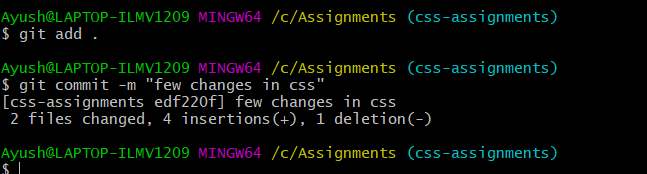 Ayush@LAPTOP-ILMV1209 MINGW64 /c/Assignments (css-assignments)
$ git add .
Ayush@LAPTOP-ILMV1209 MINGW64 /c/Assignments (css-assignments)
$ git commit -m "few changes in css"
[css-assignments edf220f] few changes in css
 2 files changed, 4 insertions(+), 1 deletion(-)
Ayush@LAPTOP-ILMV1209 MINGW64 /c/Assignments (css-assignments)
$